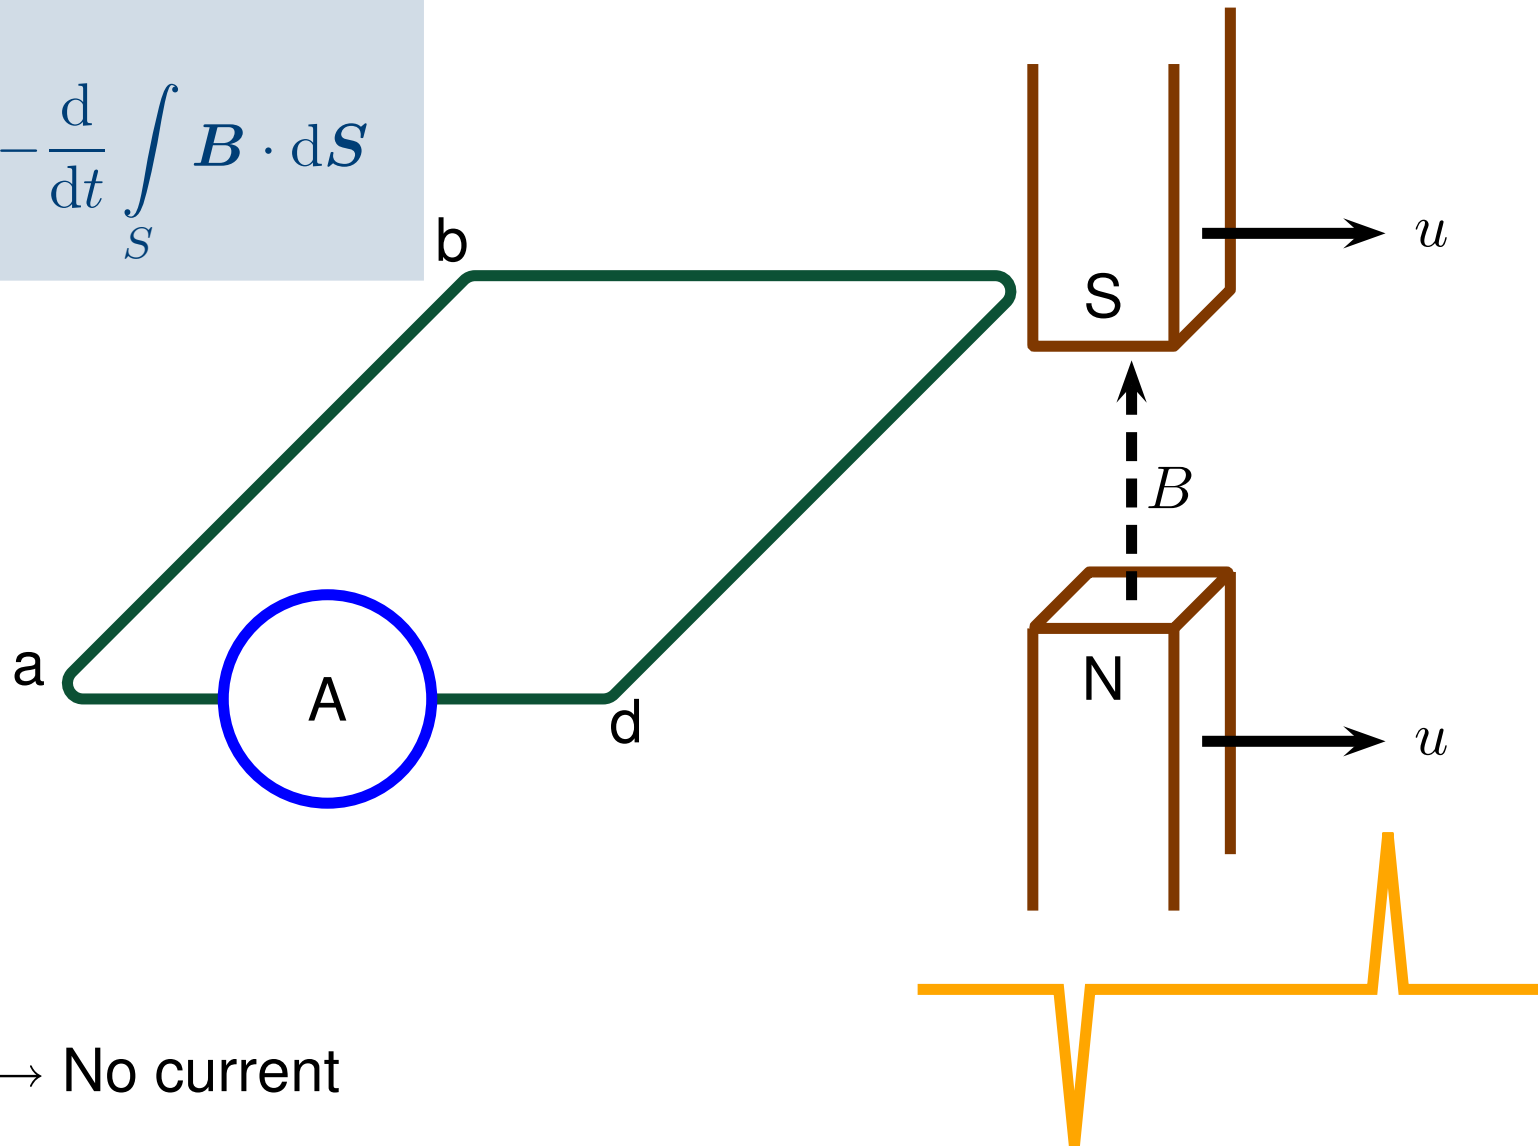 −d/dt ∫_S B · dS
b
u
S
B
a
A
N
d
u
→ No current